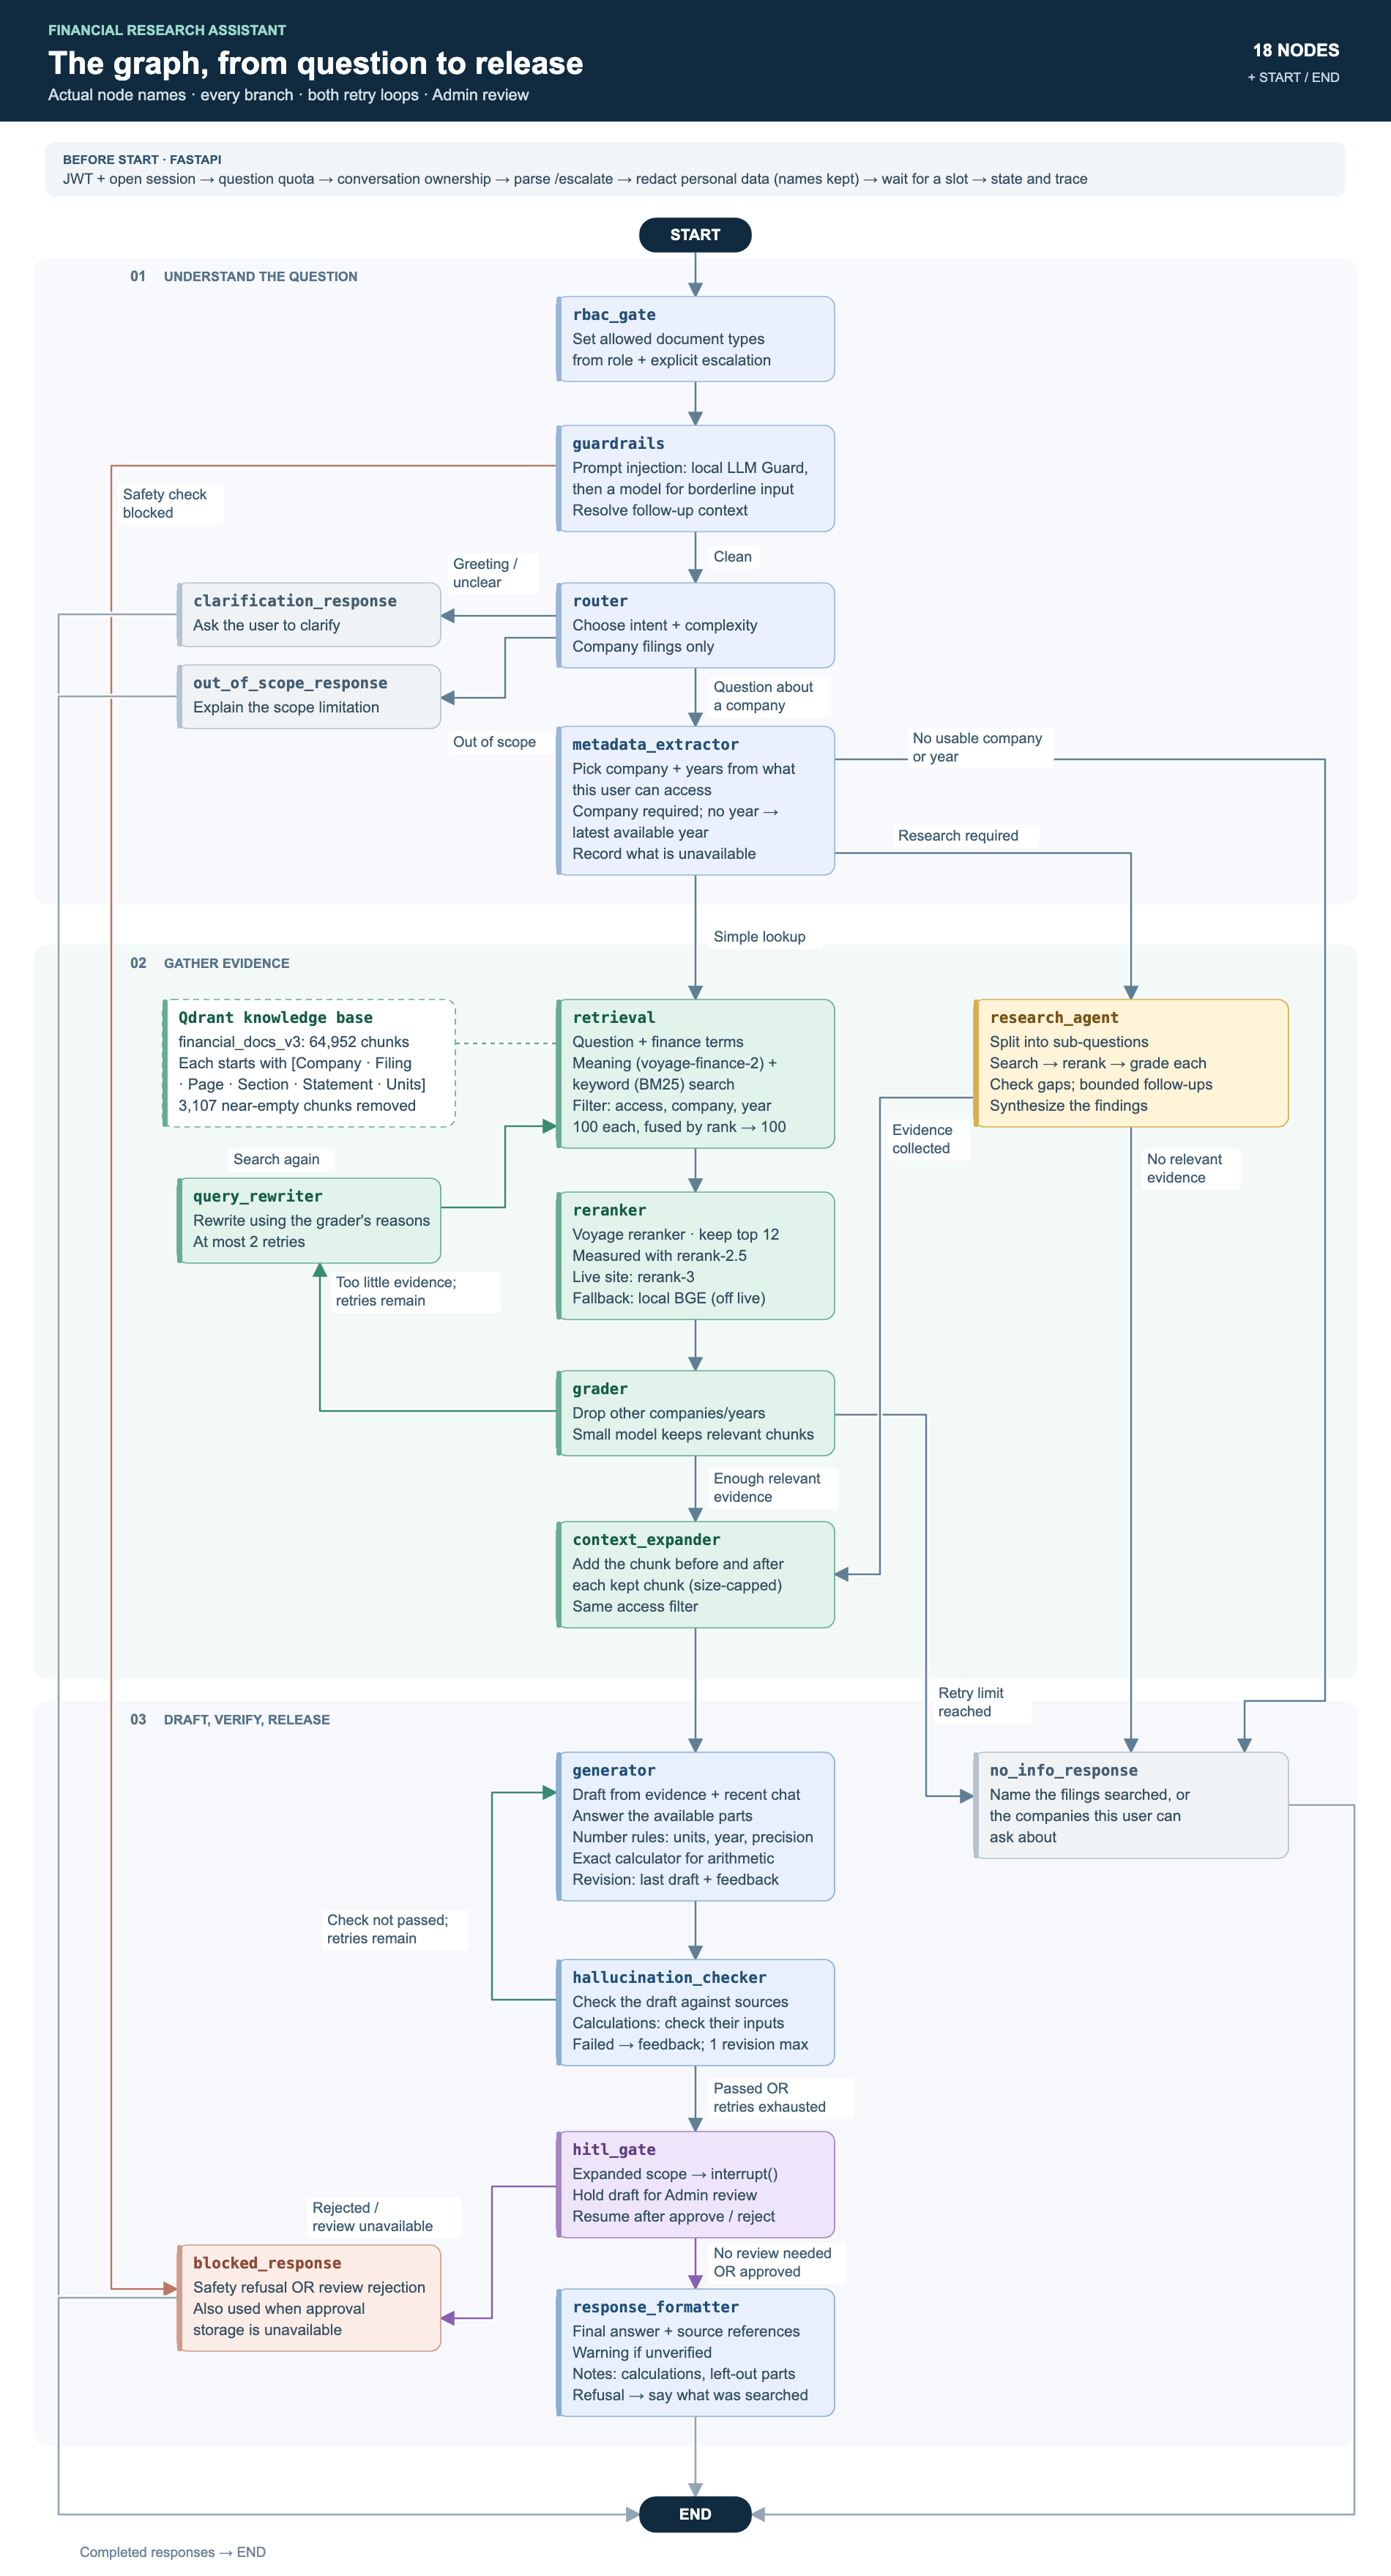 FINANCIAL RESEARCH ASSISTANT
The graph, from question to release
Actual node names · every branch · both retry loops · Admin review
18 NODES
+ START / END
BEFORE START · FASTAPI
JWT + open session → question quota → conversation ownership → parse /escalate → redact personal data (names kept) → wait for a slot → state and trace
START
01 UNDERSTAND THE QUESTION
rbac_gate
Set allowed document types
from role + explicit escalation
guardrails
Prompt injection: local LLM Guard,
then a model for borderline input
Resolve follow-up context
Safety check
blocked
Clean
Greeting /
unclear
clarification_response
Ask the user to clarify
router
Choose intent + complexity
Company filings only
out_of_scope_response
Explain the scope limitation
Question about
a company
Out of scope
metadata_extractor
Pick company + years from what
this user can access
Company required; no year →
latest available year
Record what is unavailable
No usable company
or year
Research required
Simple lookup
02 GATHER EVIDENCE
Qdrant knowledge base
financial_docs_v3: 64,952 chunks
Each starts with [Company · Filing
· Page · Section · Statement · Units]
3,107 near-empty chunks removed
retrieval
Question + finance terms
Meaning (voyage-finance-2) +
keyword (BM25) search
Filter: access, company, year
100 each, fused by rank → 100
research_agent
Split into sub-questions
Search → rerank → grade each
Check gaps; bounded follow-ups
Synthesize the findings
Evidence
collected
No relevant
evidence
Search again
query_rewriter
Rewrite using the grader's reasons
At most 2 retries
reranker
Voyage reranker · keep top 12
Measured with rerank-2.5
Live site: rerank-3
Fallback: local BGE (off live)
Too little evidence;
retries remain
grader
Drop other companies/years
Small model keeps relevant chunks
Enough relevant
evidence
context_expander
Add the chunk before and after
each kept chunk (size-capped)
Same access filter
Retry limit
reached
03 DRAFT, VERIFY, RELEASE
generator
Draft from evidence + recent chat
Answer the available parts
Number rules: units, year, precision
Exact calculator for arithmetic
Revision: last draft + feedback
no_info_response
Name the filings searched, or
the companies this user can
ask about
Check not passed;
retries remain
hallucination_checker
Check the draft against sources
Calculations: check their inputs
Failed → feedback; 1 revision max
Passed OR
retries exhausted
hitl_gate
Expanded scope → interrupt()
Hold draft for Admin review
Resume after approve / reject
Rejected /
review unavailable
No review needed
OR approved
blocked_response
Safety refusal OR review rejection
Also used when approval
storage is unavailable
response_formatter
Final answer + source references
Warning if unverified
Notes: calculations, left-out parts
Refusal → say what was searched
END
Completed responses → END